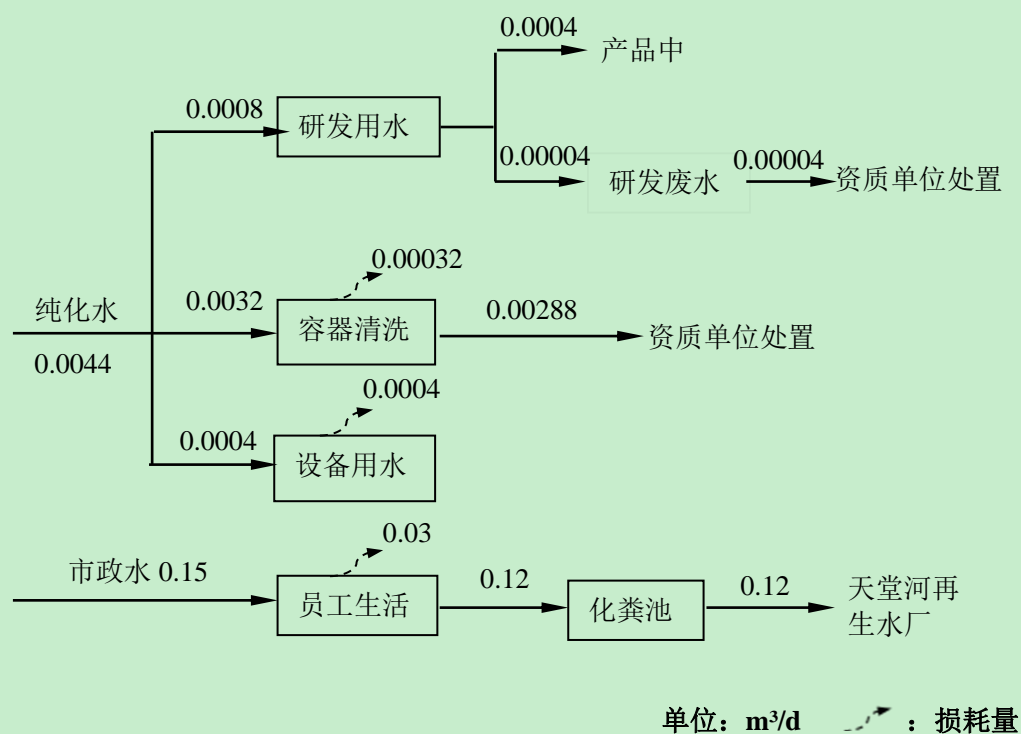 0.0004
产品中
0.0008
研发用水
0.00004
研发废水
0.00004
资质单位处置
0.00032
纯化水
0.0044
0.0032
容器清洗
0.00288
资质单位处置
0.0004
0.0004
设备用水
0.03
市政水 0.15
员工生活
0.12
化粪池
0.12
天堂河再
生水厂
单位：m³/d ：损耗量